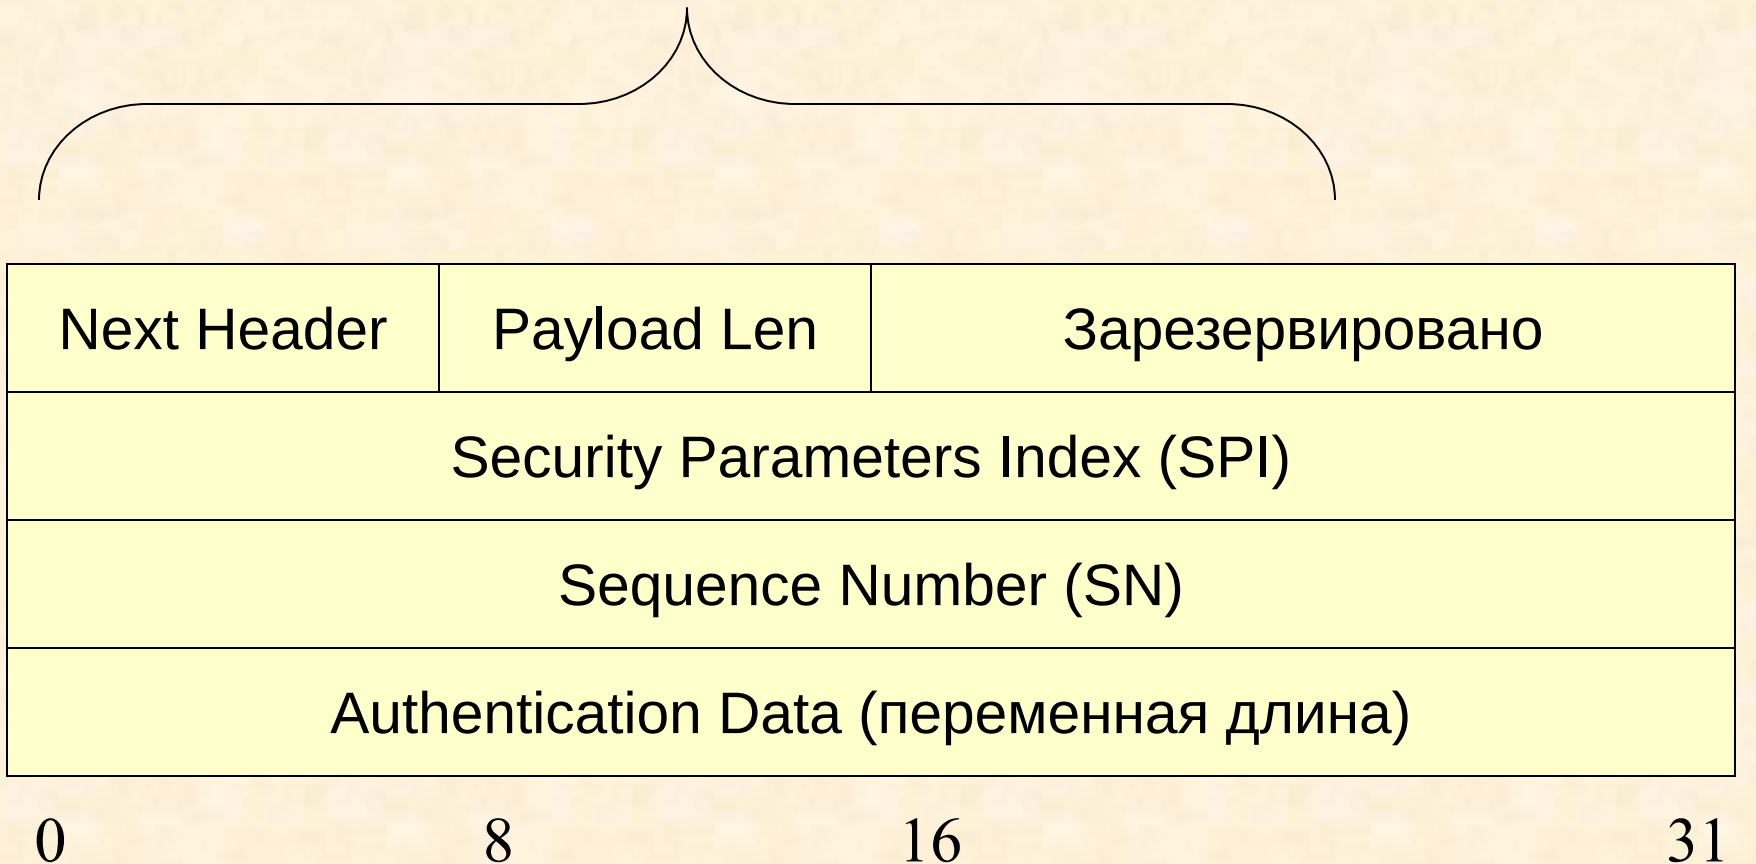 Next Header Payload Len Зарезервировано
Security Parameters Index (SPI)
Sequence Number (SN)
Authentication Data (переменная длина)
0 8 16 31